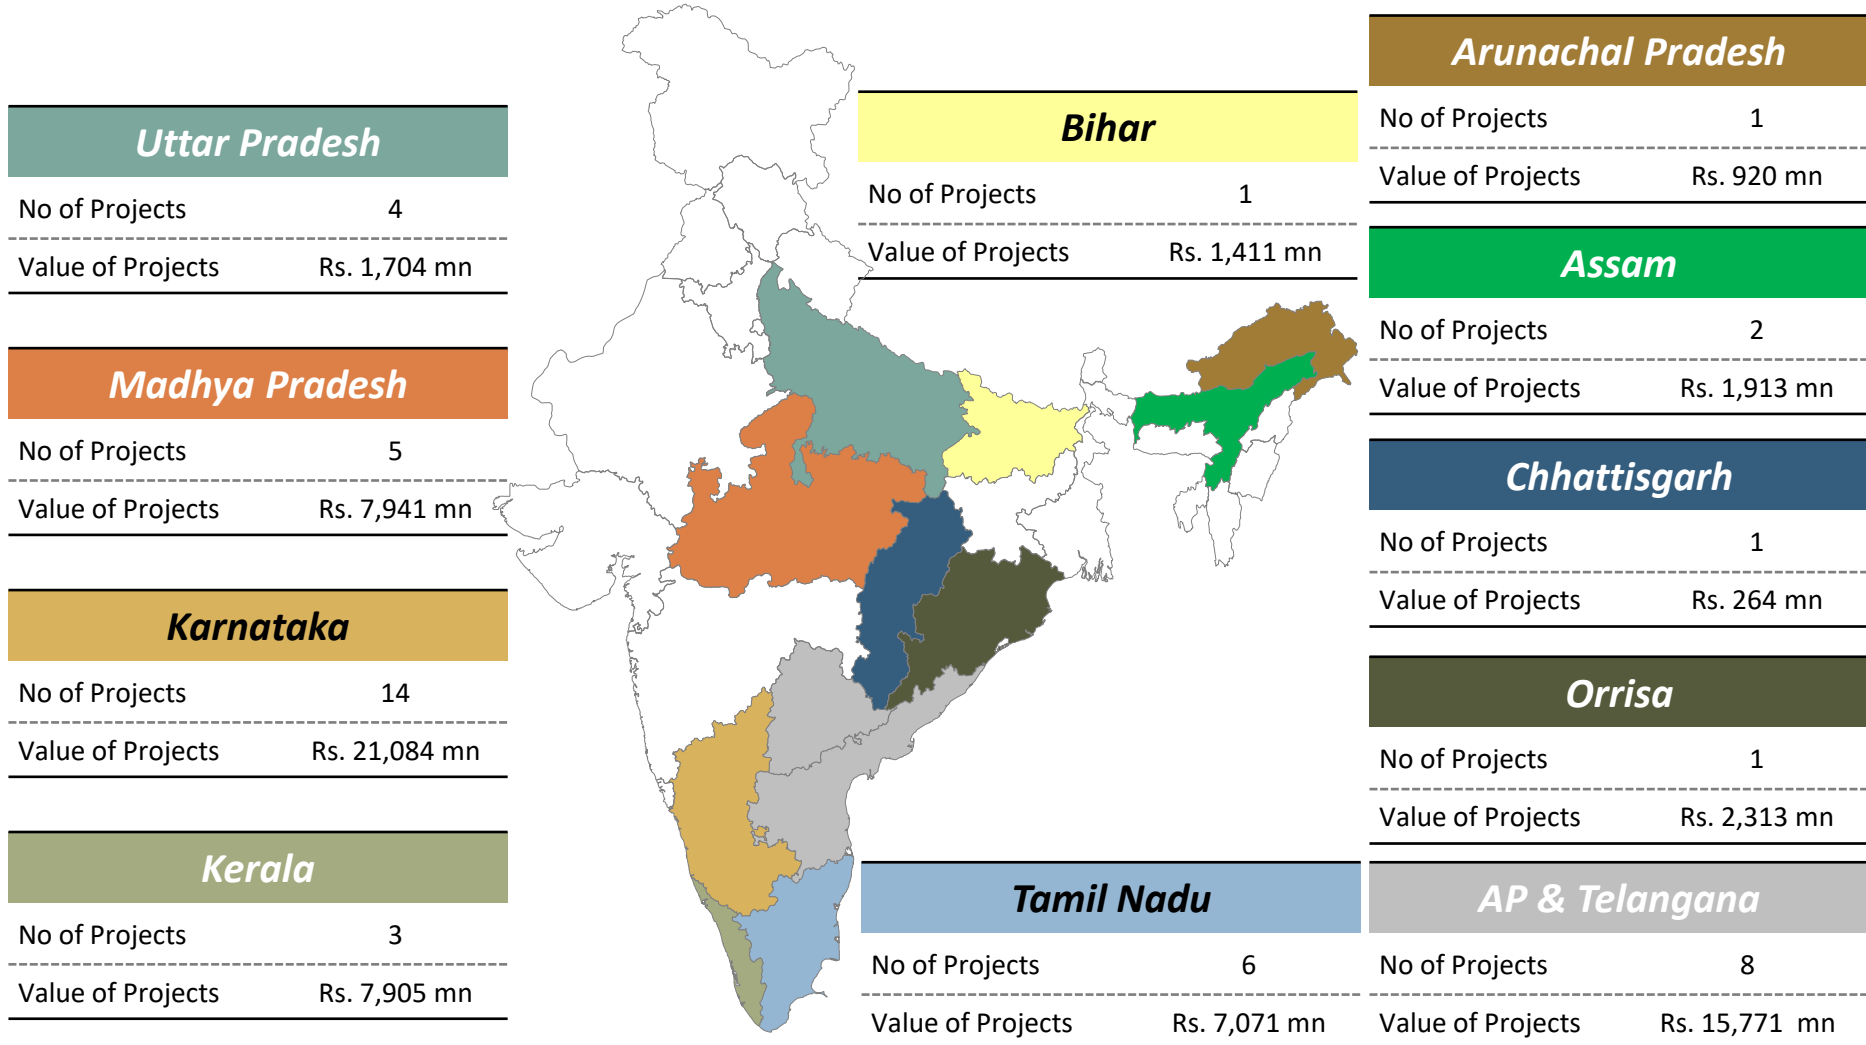 Uttar Pradesh
No of Projects 4
Value of Projects Rs. 1,704 mn
Madhya Pradesh
No of Projects 5
Value of Projects Rs. 7,941 mn
Karnataka
No of Projects 14
Value of Projects Rs. 21,084 mn
Kerala
No of Projects 3
Value of Projects Rs. 7,905 mn
Bihar
No of Projects 1
Value of Projects Rs. 1,411 mn
Tamil Nadu
No of Projects 6
Value of Projects Rs. 7,071 mn
Arunachal Pradesh
No of Projects 1
Value of Projects Rs. 920 mn
Assam
No of Projects 2
Value of Projects Rs. 1,913 mn
Chhattisgarh
No of Projects 1
Value of Projects Rs. 264 mn
Orrisa
No of Projects 1
Value of Projects Rs. 2,313 mn
AP & Telangana
No of Projects 8
Value of Projects Rs. 15,771 mn